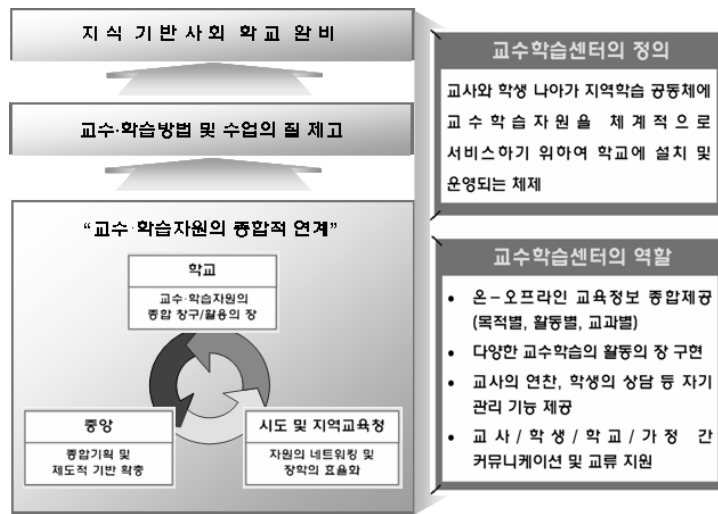 지식 기반사회 학교 완비
교수·학습방법 및 수업의 질 제고
“교수·학습자원의 종합적 연계”
학교
교수·학습자원의
종합 창구/활용의 장
중앙
종합기획 및
제도적 기반 확충
시도 및 지역교육청
자원의 네트워킹 및
장학의 효율화
교수학습센터의 정의
교사와 학생 나아가 지역학습 공동체에
교수학습자원을 체계적으로
서비스하기 위하여 학교에 설치 및
운영되는 체제
교수학습센터의 역할
• 온-오프라인 교육정보 종합제공
(목적별, 활동별, 교과별)
• 다양한 교수학습의 활동의 장 구현
• 교사의 연찬, 학생의 상담 등 자기
관리 기능 제공
• 교사/학생/학교/가정 간
커뮤니케이션 및 교류 지원